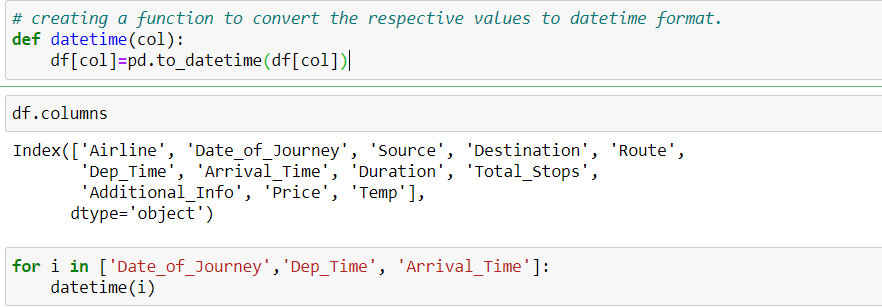 # creating a function to convert the respective values to datetime format.
def datetime(col):
    df[col]=pd.to_datetime(df[col])
df.columns
Index(['Airline', 'Date_of_Journey', 'Source', 'Destination', 'Route',
       'Dep_Time', 'Arrival_Time', 'Duration', 'Total_Stops',
       'Additional_Info', 'Price', 'Temp'],
      dtype='object')
for i in ['Date_of_Journey','Dep_Time', 'Arrival_Time']:
    datetime(i)